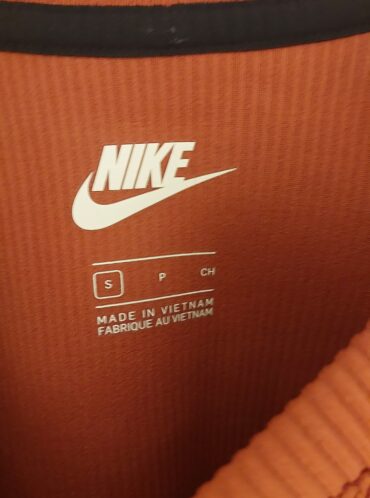 NIKE
S P CH
MADE IN VIETNAM
FABRIQUE AU VIETNAM